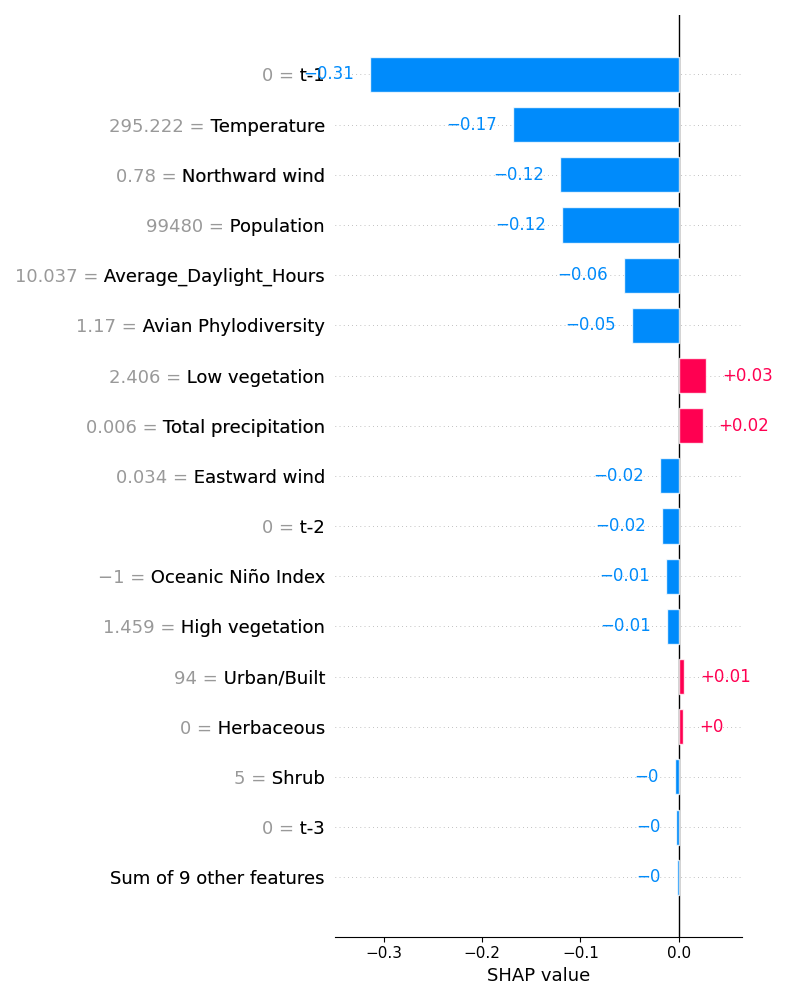 0 = t-1 −0.31
295.222 = Temperature −0.17
0.78 = Northward wind −0.12
99480 = Population −0.12
10.037 = Average_Daylight_Hours −0.06
1.17 = Avian Phylodiversity −0.05
2.406 = Low vegetation +0.03
0.006 = Total precipitation +0.02
0.034 = Eastward wind −0.02
0 = t-2 −0.02
−1 = Oceanic Niño Index −0.01
1.459 = High vegetation −0.01
94 = Urban/Built +0.01
0 = Herbaceous +0
5 = Shrub −0
0 = t-3 −0
Sum of 9 other features −0
−0.3 −0.2 −0.1 0.0
SHAP value